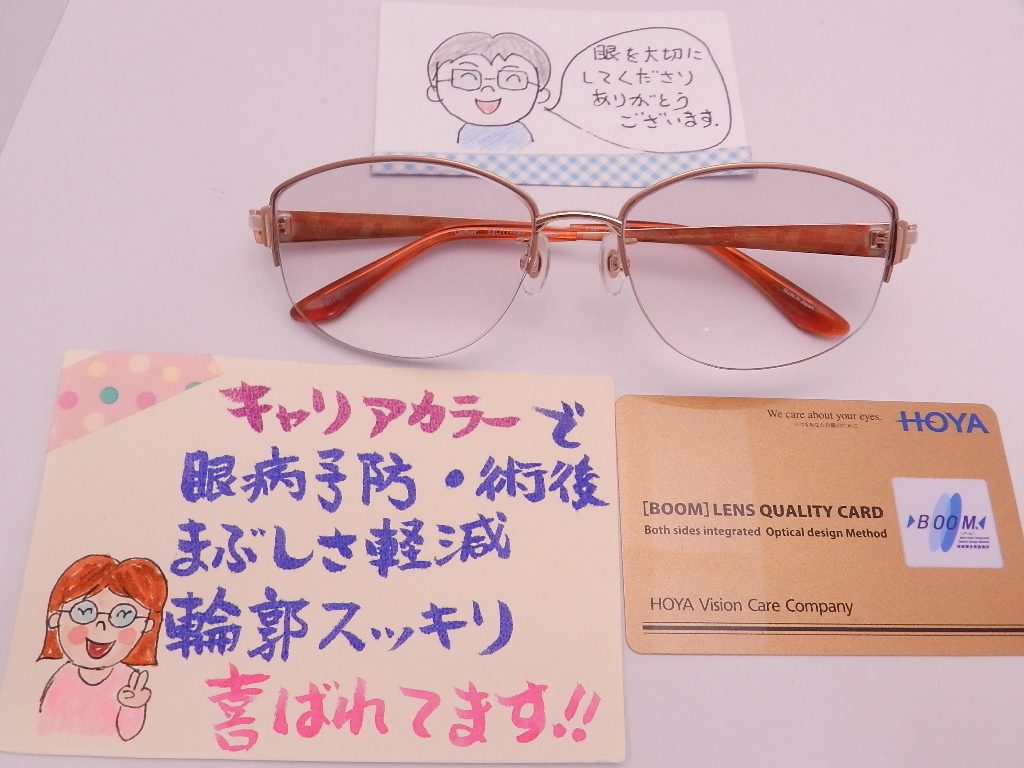 眼を大切に
してくださり
ありがとう
ございます.
キャリアカラーで
眼病予防・術後
まぶしさ軽減
輪郭スッキリ
喜ばれてます!!
We care about your eyes.
HOYA
[BOOM] LENS QUALITY CARD
Both sides integrated Optical design Method
BOOM
HOYA Vision Care Company